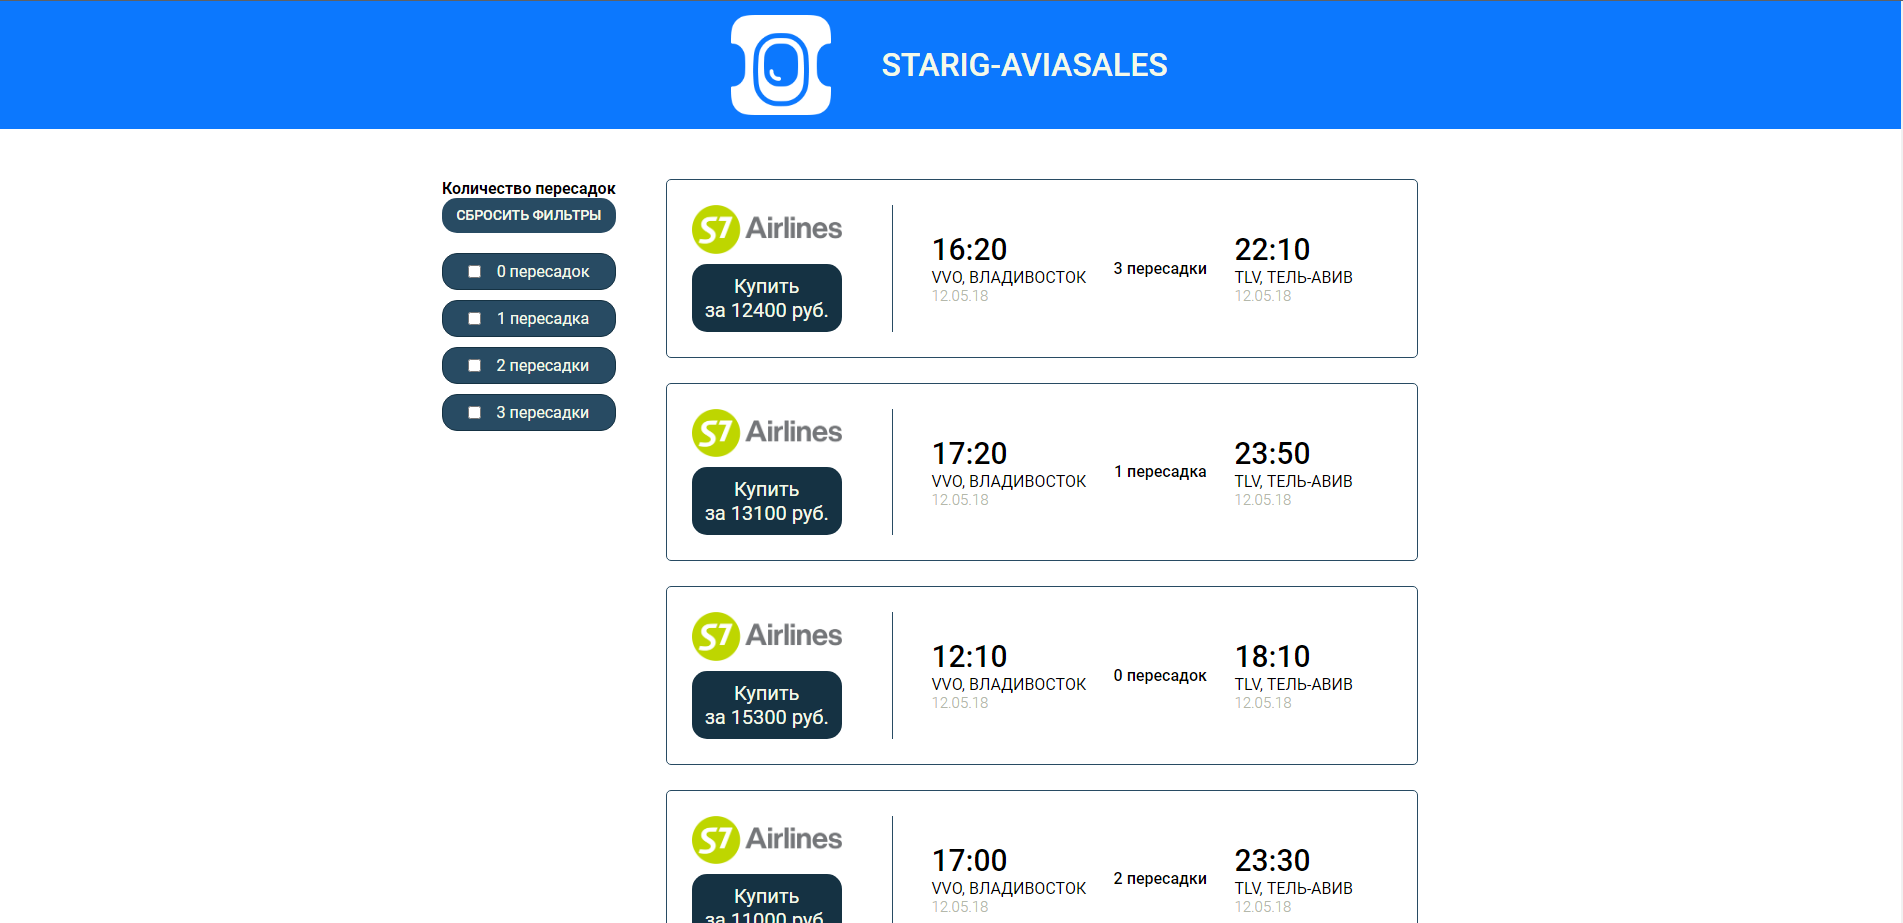 STARIG-AVIASALES
Количество пересадок
СБРОСИТЬ ФИЛЬТРЫ
0 пересадок
1 пересадка
2 пересадки
3 пересадки
S7 Airlines
Купить
за 12400 руб.
16:20
VVO, ВЛАДИВОСТОК
12.05.18
3 пересадки
22:10
TLV, ТЕЛЬ-АВИВ
12.05.18
S7 Airlines
Купить
за 13100 руб.
17:20
VVO, ВЛАДИВОСТОК
12.05.18
1 пересадка
23:50
TLV, ТЕЛЬ-АВИВ
12.05.18
S7 Airlines
Купить
за 15300 руб.
12:10
VVO, ВЛАДИВОСТОК
12.05.18
0 пересадок
18:10
TLV, ТЕЛЬ-АВИВ
12.05.18
S7 Airlines
Купить
за 11000 руб.
17:00
VVO, ВЛАДИВОСТОК
12.05.18
2 пересадки
23:30
TLV, ТЕЛЬ-АВИВ
12.05.18